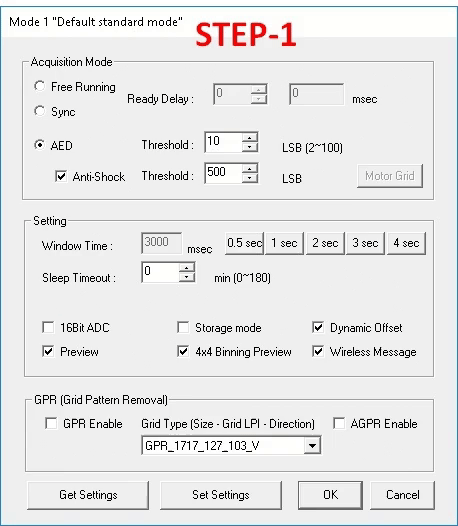 Mode 1 "Default standard mode"
STEP-1
Acquisition Mode
Free Running
Ready Delay : 0 0 msec
Sync
AED Threshold : 10 LSB (2~100)
Anti-Shock Threshold : 500 LSB Motor Grid
Setting
Window Time : 3000 msec 0.5 sec 1 sec 2 sec 3 sec 4 sec
Sleep Timeout : 0 min (0~180)
16Bit ADC Storage mode Dynamic Offset
Preview 4x4 Binning Preview Wireless Message
GPR (Grid Pattern Removal)
GPR Enable Grid Type (Size - Grid LPI - Direction) AGPR Enable
GPR_1717_127_103_V
Get Settings Set Settings OK Cancel